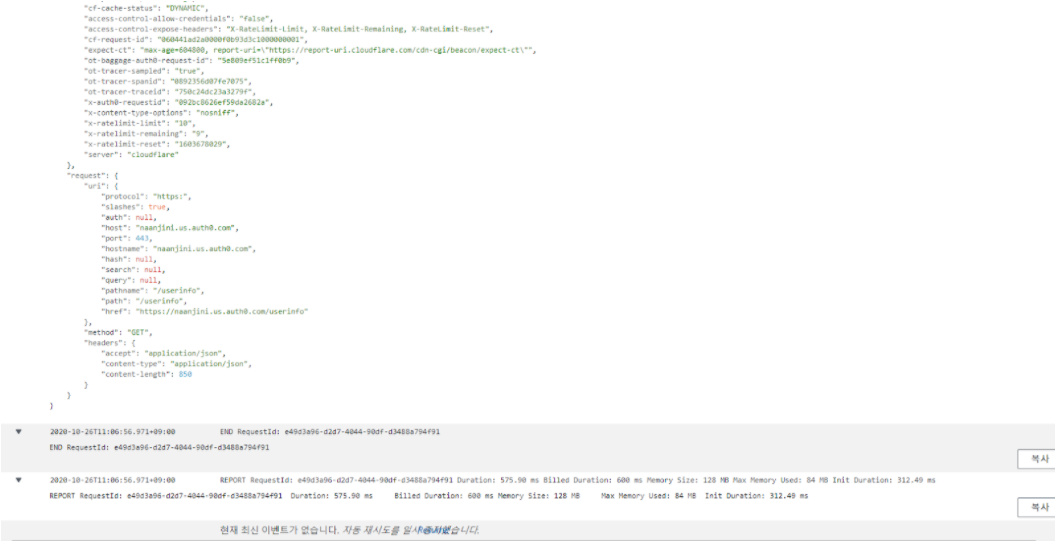 "cf-cache-status": "DYNAMIC",
"access-control-allow-credentials": "false",
"access-control-expose-headers": "X-RateLimit-Limit, X-RateLimit-Remaining, X-RateLimit-Reset",
"cf-request-id": "060441ad2a0000f0b93d3c1000000001",
"expect-ct": "max-age=604800, report-uri=\"https://report-uri.cloudflare.com/cdn-cgi/beacon/expect-ct\"",
"ot-baggage-auth0-request-id": "5e809ef51c1ff0b9",
"ot-tracer-sampled": "true",
"ot-tracer-spanid": "0892356d07fe7075",
"ot-tracer-traceid": "750c24dc23a3279f",
"x-auth0-requestid": "092bc8626ef59da2682a",
"x-content-type-options": "nosniff",
"x-ratelimit-limit": "10",
"x-ratelimit-remaining": "9",
"x-ratelimit-reset": "1603678029",
"server": "cloudflare"
},
"request": {
"uri": {
"protocol": "https:",
"slashes": true,
"auth": null,
"host": "naanjini.us.auth0.com",
"port": 443,
"hostname": "naanjini.us.auth0.com",
"hash": null,
"search": null,
"query": null,
"pathname": "/userinfo",
"path": "/userinfo",
"href": "https://naanjini.us.auth0.com/userinfo"
},
"method": "GET",
"headers": {
"accept": "application/json",
"content-type": "application/json",
"content-length": 850
}
}
}
▼ 2020-10-26T11:06:56.971+09:00 END RequestId: e49d3a96-d2d7-4044-90df-d3488a794f91
END RequestId: e49d3a96-d2d7-4044-90df-d3488a794f91
복사
▼ 2020-10-26T11:06:56.971+09:00 REPORT RequestId: e49d3a96-d2d7-4044-90df-d3488a794f91 Duration: 575.90 ms Billed Duration: 600 ms Memory Size: 128 MB Max Memory Used: 84 MB Init Duration: 312.49 ms
REPORT RequestId: e49d3a96-d2d7-4044-90df-d3488a794f91 Duration: 575.90 ms Billed Duration: 600 ms Memory Size: 128 MB Max Memory Used: 84 MB Init Duration: 312.49 ms
복사
현재 최신 이벤트가 없습니다. 자동 재시도를 일시